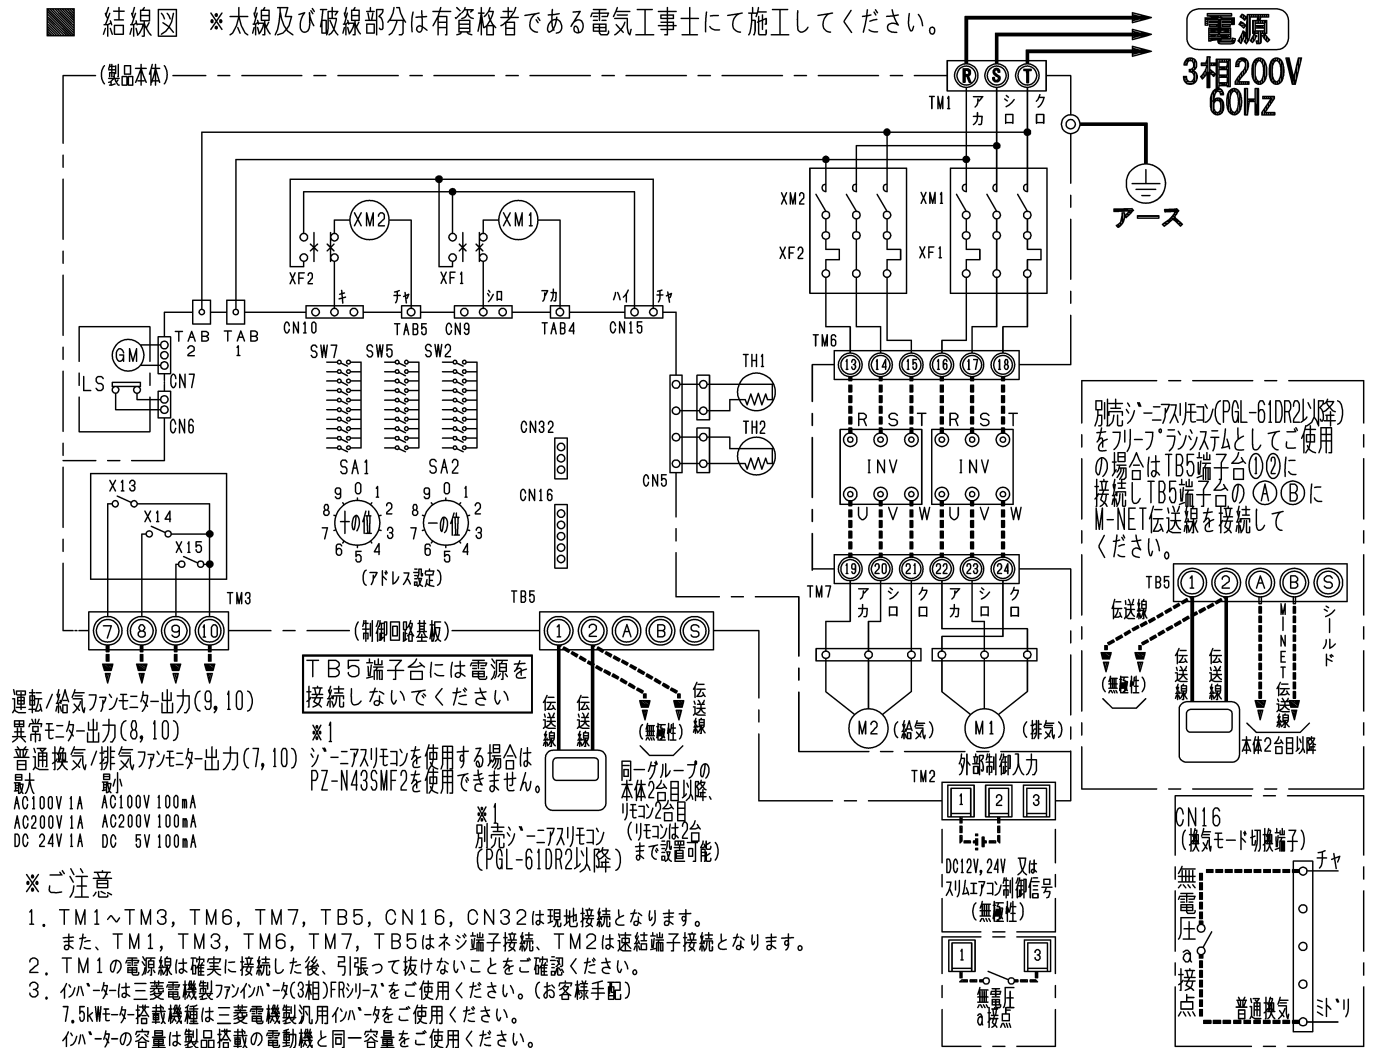 ■ 結線図 ※太線及び破線部分は有資格者である電気工事士にて施工してください。
電源
3相200V
60Hz
(製品本体)
R S T
TM1
アカ シロ クロ
アース
XM2 XM1
XF2 XF1
XM2 XM1
XF2 XF1
キ チャ シロ アカ ハイ チャ
CN10 TAB5 CN9 TAB4 CN15
TAB2 TAB1
GM
LS
CN7
CN6
SW7 SW5 SW2
TH1
TH2
CN5
CN32
CN16
SA1 SA2
0 1 2 3 4 5 6 7 8 9
十の位
0 1 2 3 4 5 6 7 8 9
一の位
(アドレス設定)
X13
X14
X15
TM3
7 8 9 10
(制御回路基板)
TB5
1 2 A B S
TM6
13 14 15 16 17 18
R S T R S T
INV INV
U V W U V W
19 20 21 22 23 24
TM7
アカ シロ クロ アカ シロ クロ
M2 (給気) M1 (排気)
別売ジーニアスリモコン(PGL-61DR2以降)
をフリープランシステムとしてご使用
の場合はTB5端子台①②に
接続しTB5端子台のⒶⒷに
M-NET伝送線を接続して
ください。
TB5
1 2 A B S
伝送線
(無極性)
伝送線
伝送線
M-NET伝送線
シールド
本体2台目以降
TB5端子台には電源を
接続しないでください
運転/給気ファンモニター出力(9,10)
異常モニター出力(8,10)
普通換気/排気ファンモニター出力(7,10)
最大 最小
AC100V 1A AC100V 100mA
AC200V 1A AC200V 100mA
DC 24V 1A DC 5V 100mA
※1
ジーニアスリモコンを使用する場合は
PZ-N43SMF2を使用できません。
伝送線
伝送線
伝送線
(無極性)
※1
別売ジーニアスリモコン
(PGL-61DR2以降)
同一グループの
本体2台目以降、
リモコン2台目
(リモコンは2台
まで設置可能)
外部制御入力
TM2
1 2 3
DC12V,24V 又は
スリムエアコン制御信号
(無極性)
1 3
無電圧
a接点
CN16
(換気モード切換端子)
チャ
無電圧a接点
普通換気
ミドリ
※ご注意
1. TM1~TM3, TM6, TM7, TB5, CN16, CN32は現地接続となります。
また、TM1, TM3, TM6, TM7, TB5はネジ端子接続、TM2は速結端子接続となります。
2. TM1の電源線は確実に接続した後、引張って抜けないことをご確認ください。
3. インバーターは三菱電機製ファンインバータ(3相)FRシリーズをご使用ください。(お客様手配)
7.5kWモーター搭載機種は三菱電機製汎用インバータをご使用ください。
インバーターの容量は製品搭載の電動機と同一容量をご使用ください。